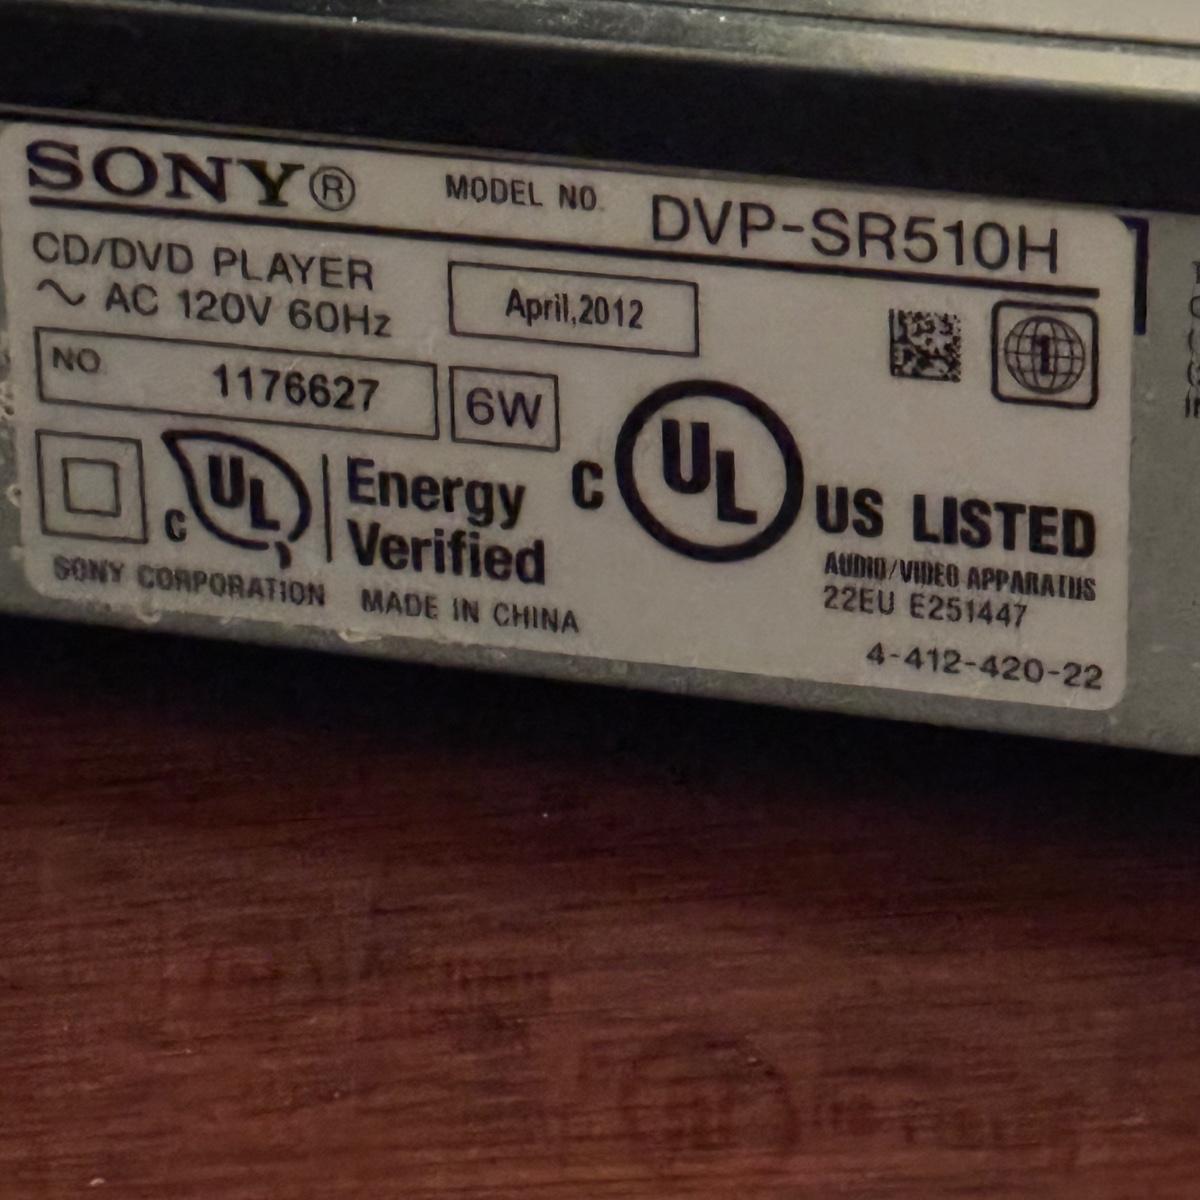 SONY® MODEL NO. DVP-SR510H
CD/DVD PLAYER
~ AC 120V 60Hz
April,2012
NO. 1176627
6W
1
C UL Energy
Verified
C UL US LISTED
AUDIO/VIDEO APPARATUS
22EU E251447
SONY CORPORATION MADE IN CHINA
4-412-420-22